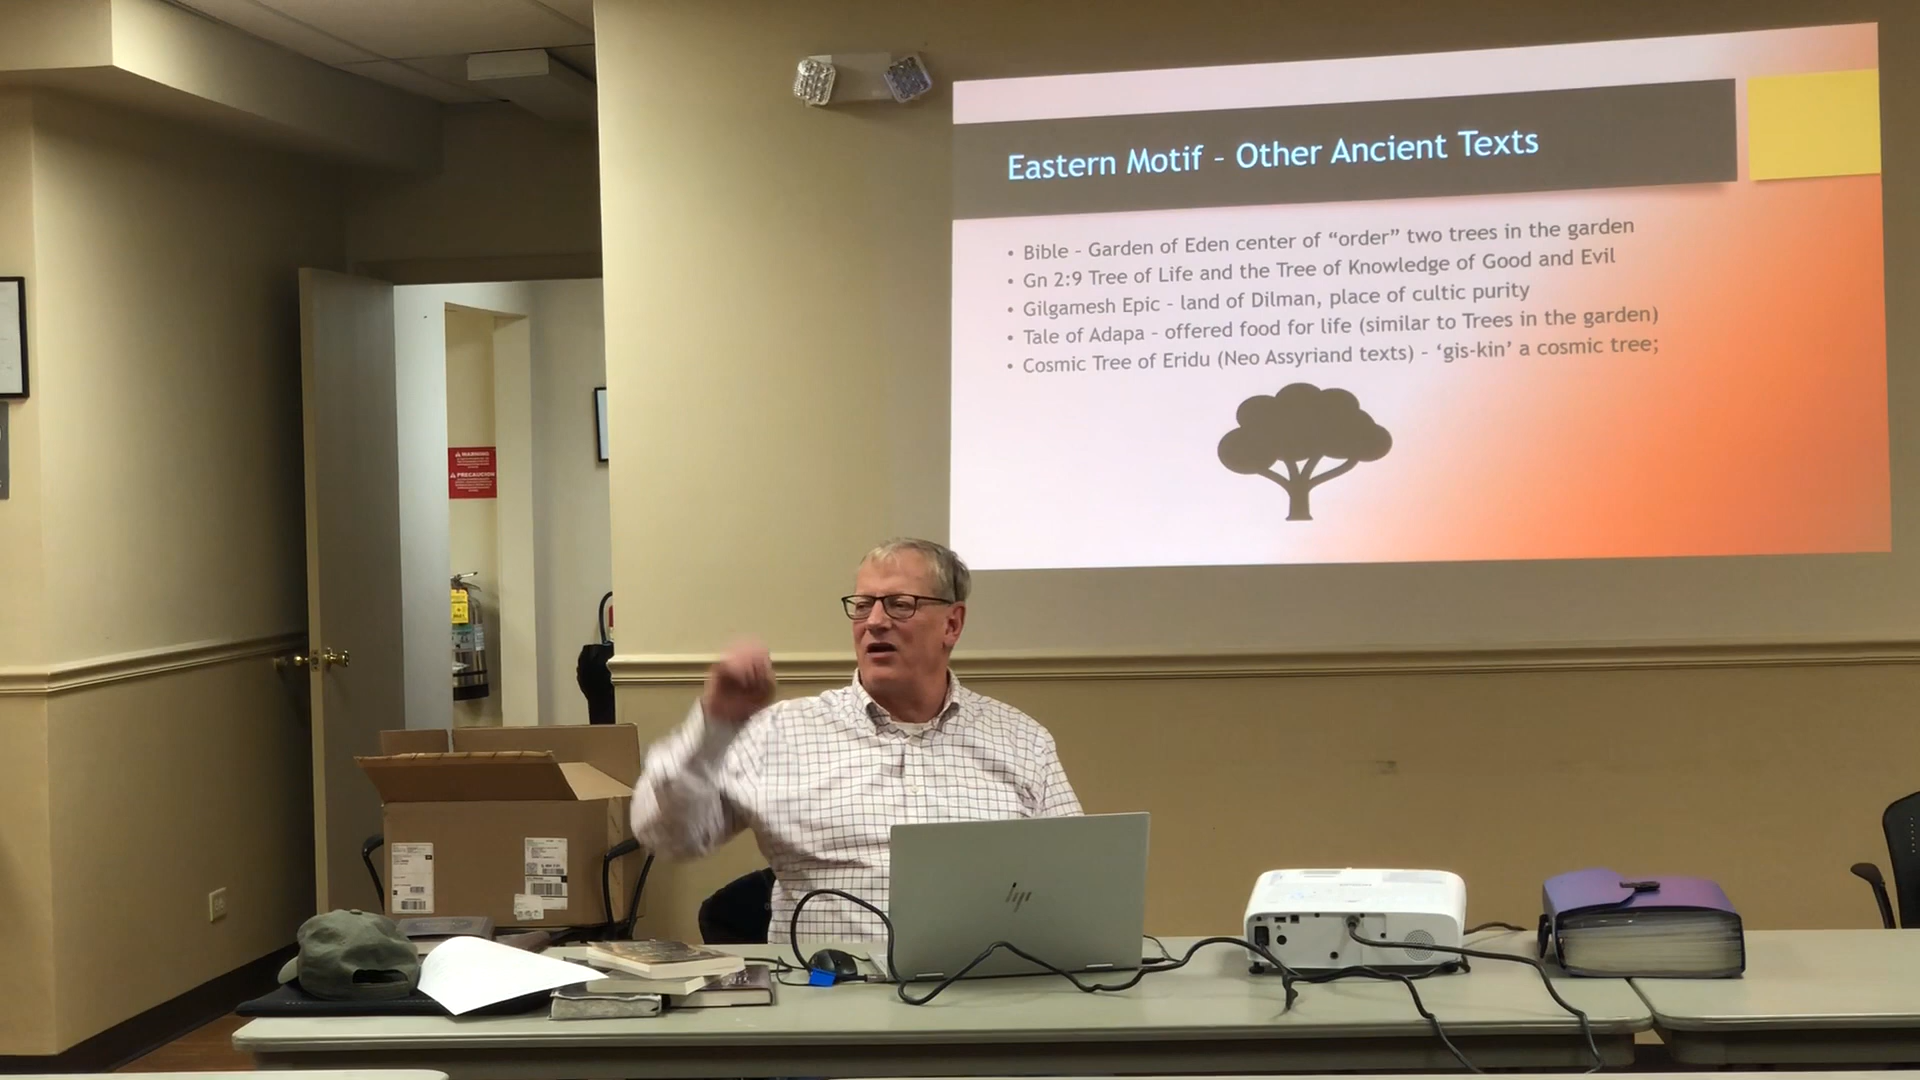 Eastern Motif – Other Ancient Texts
• Bible – Garden of Eden center of “order” two trees in the garden
• Gn 2:9 Tree of Life and the Tree of Knowledge of Good and Evil
• Gilgamesh Epic – land of Dilman, place of cultic purity
• Tale of Adapa – offered food for life (similar to Trees in the garden)
• Cosmic Tree of Eridu (Neo Assyriand texts) – ‘gis-kin’ a cosmic tree;
WARNING
PRECAUCION
hp